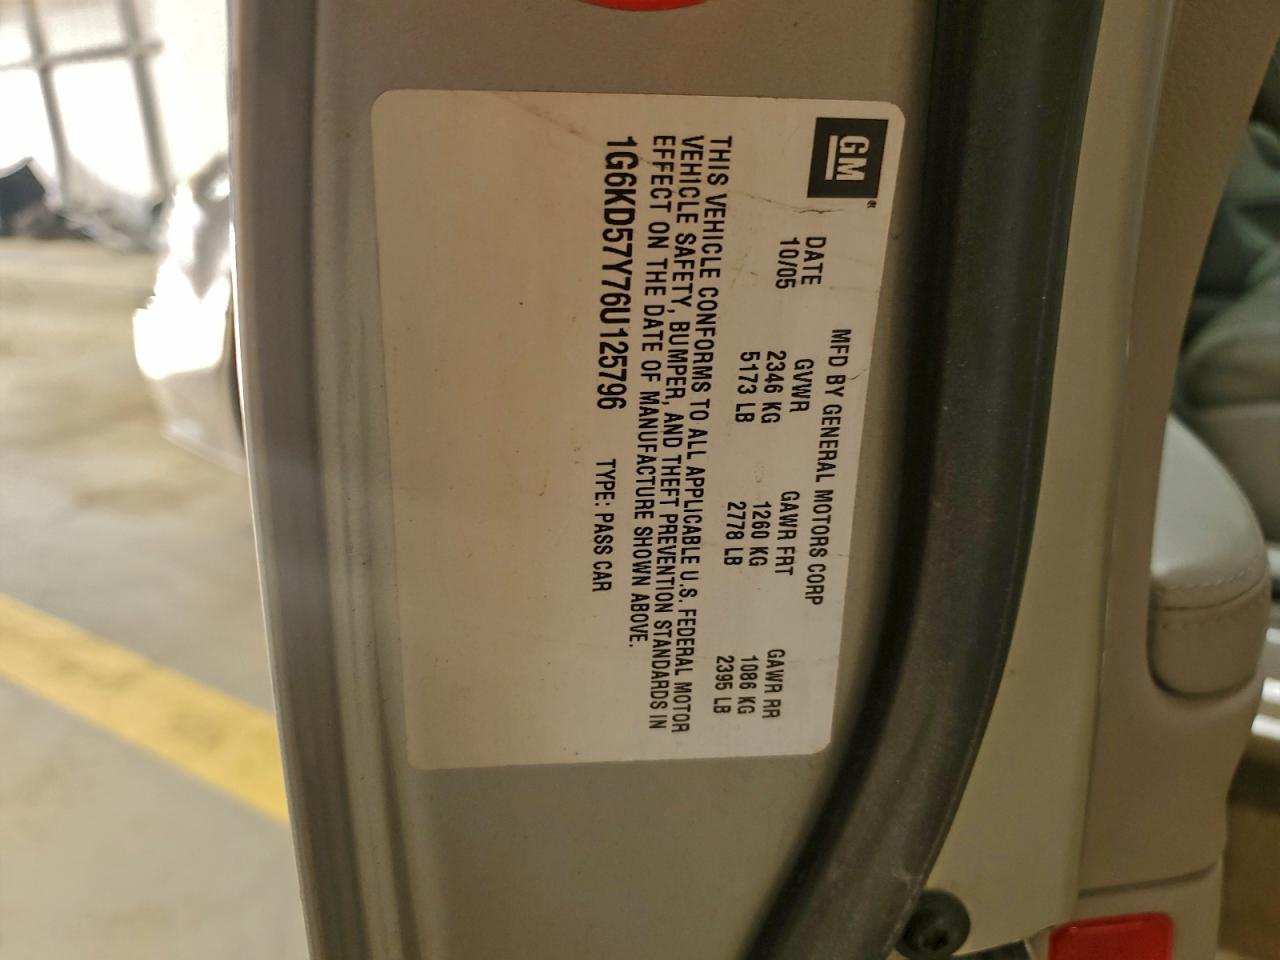 GM
MFD BY GENERAL MOTORS CORP
DATE GVWR GAWR FRT GAWR RR
10/05 2346 KG 1260 KG 1086 KG
5173 LB 2778 LB 2395 LB
THIS VEHICLE CONFORMS TO ALL APPLICABLE U.S. FEDERAL MOTOR
VEHICLE SAFETY, BUMPER, AND THEFT PREVENTION STANDARDS IN
EFFECT ON THE DATE OF MANUFACTURE SHOWN ABOVE.
1G6KD57Y76U125796 TYPE: PASS CAR